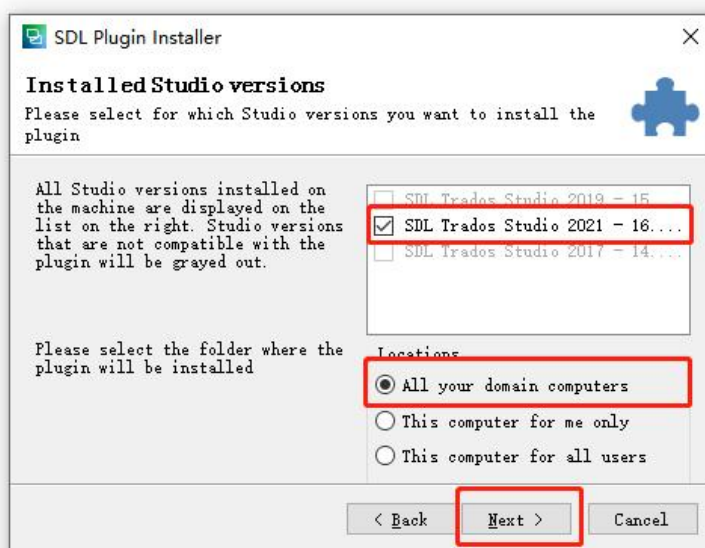 SDL Plugin Installer
Installed Studio versions
Please select for which Studio versions you want to install the
plugin
All Studio versions installed on
the machine are displayed on the
list on the right. Studio versions
that are not compatible with the
plugin will be grayed out.
SDL Trados Studio 2019 - 15....
SDL Trados Studio 2021 - 16....
SDL Trados Studio 2017 - 14....
Please select the folder where the
plugin will be installed
Locations
All your domain computers
This computer for me only
This computer for all users
< Back
Next >
Cancel